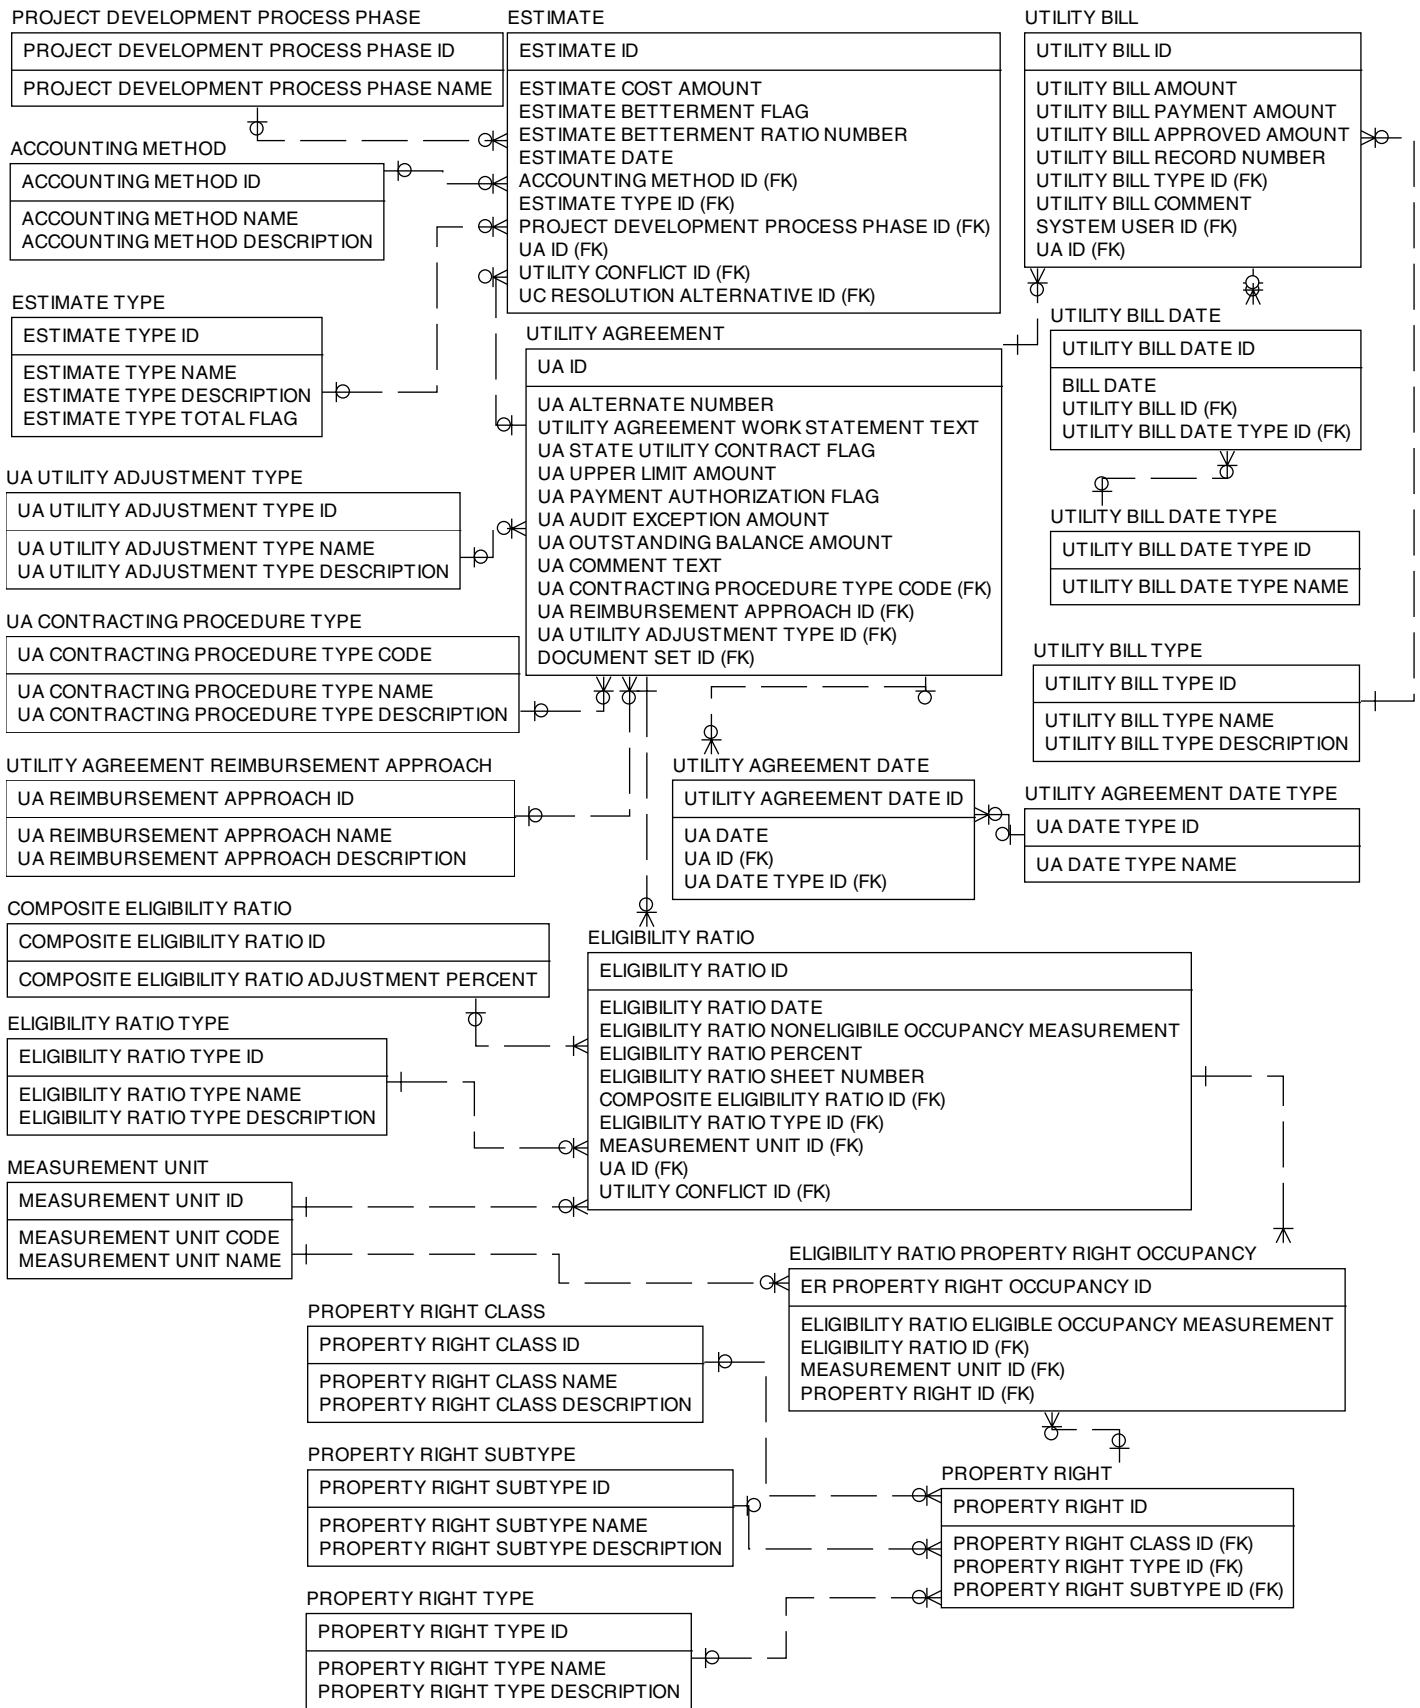 PROJECT DEVELOPMENT PROCESS PHASE
PROJECT DEVELOPMENT PROCESS PHASE ID
PROJECT DEVELOPMENT PROCESS PHASE NAME
ESTIMATE
ESTIMATE ID
ESTIMATE COST AMOUNT
ESTIMATE BETTERMENT FLAG
ESTIMATE BETTERMENT RATIO NUMBER
ESTIMATE DATE
ACCOUNTING METHOD ID (FK)
ESTIMATE TYPE ID (FK)
PROJECT DEVELOPMENT PROCESS PHASE ID (FK)
UA ID (FK)
UTILITY CONFLICT ID (FK)
UC RESOLUTION ALTERNATIVE ID (FK)
UTILITY BILL
UTILITY BILL ID
UTILITY BILL AMOUNT
UTILITY BILL PAYMENT AMOUNT
UTILITY BILL APPROVED AMOUNT
UTILITY BILL RECORD NUMBER
UTILITY BILL TYPE ID (FK)
UTILITY BILL COMMENT
SYSTEM USER ID (FK)
UA ID (FK)
ACCOUNTING METHOD
ACCOUNTING METHOD ID
ACCOUNTING METHOD NAME
ACCOUNTING METHOD DESCRIPTION
ESTIMATE TYPE
ESTIMATE TYPE ID
ESTIMATE TYPE NAME
ESTIMATE TYPE DESCRIPTION
ESTIMATE TYPE TOTAL FLAG
UTILITY AGREEMENT
UA ID
UA ALTERNATE NUMBER
UTILITY AGREEMENT WORK STATEMENT TEXT
UA STATE UTILITY CONTRACT FLAG
UA UPPER LIMIT AMOUNT
UA PAYMENT AUTHORIZATION FLAG
UA AUDIT EXCEPTION AMOUNT
UA OUTSTANDING BALANCE AMOUNT
UA COMMENT TEXT
UA CONTRACTING PROCEDURE TYPE CODE (FK)
UA REIMBURSEMENT APPROACH ID (FK)
UA UTILITY ADJUSTMENT TYPE ID (FK)
DOCUMENT SET ID (FK)
UTILITY BILL DATE
UTILITY BILL DATE ID
BILL DATE
UTILITY BILL ID (FK)
UTILITY BILL DATE TYPE ID (FK)
UA UTILITY ADJUSTMENT TYPE
UA UTILITY ADJUSTMENT TYPE ID
UA UTILITY ADJUSTMENT TYPE NAME
UA UTILITY ADJUSTMENT TYPE DESCRIPTION
UTILITY BILL DATE TYPE
UTILITY BILL DATE TYPE ID
UTILITY BILL DATE TYPE NAME
UA CONTRACTING PROCEDURE TYPE
UA CONTRACTING PROCEDURE TYPE CODE
UA CONTRACTING PROCEDURE TYPE NAME
UA CONTRACTING PROCEDURE TYPE DESCRIPTION
UTILITY BILL TYPE
UTILITY BILL TYPE ID
UTILITY BILL TYPE NAME
UTILITY BILL TYPE DESCRIPTION
UTILITY AGREEMENT REIMBURSEMENT APPROACH
UA REIMBURSEMENT APPROACH ID
UA REIMBURSEMENT APPROACH NAME
UA REIMBURSEMENT APPROACH DESCRIPTION
UTILITY AGREEMENT DATE
UTILITY AGREEMENT DATE ID
UA DATE
UA ID (FK)
UA DATE TYPE ID (FK)
UTILITY AGREEMENT DATE TYPE
UA DATE TYPE ID
UA DATE TYPE NAME
COMPOSITE ELIGIBILITY RATIO
COMPOSITE ELIGIBILITY RATIO ID
COMPOSITE ELIGIBILITY RATIO ADJUSTMENT PERCENT
ELIGIBILITY RATIO
ELIGIBILITY RATIO ID
ELIGIBILITY RATIO DATE
ELIGIBILITY RATIO NONELIGIBILE OCCUPANCY MEASUREMENT
ELIGIBILITY RATIO PERCENT
ELIGIBILITY RATIO SHEET NUMBER
COMPOSITE ELIGIBILITY RATIO ID (FK)
ELIGIBILITY RATIO TYPE ID (FK)
MEASUREMENT UNIT ID (FK)
UA ID (FK)
UTILITY CONFLICT ID (FK)
ELIGIBILITY RATIO TYPE
ELIGIBILITY RATIO TYPE ID
ELIGIBILITY RATIO TYPE NAME
ELIGIBILITY RATIO TYPE DESCRIPTION
MEASUREMENT UNIT
MEASUREMENT UNIT ID
MEASUREMENT UNIT CODE
MEASUREMENT UNIT NAME
ELIGIBILITY RATIO PROPERTY RIGHT OCCUPANCY
ER PROPERTY RIGHT OCCUPANCY ID
ELIGIBILITY RATIO ELIGIBLE OCCUPANCY MEASUREMENT
ELIGIBILITY RATIO ID (FK)
MEASUREMENT UNIT ID (FK)
PROPERTY RIGHT ID (FK)
PROPERTY RIGHT CLASS
PROPERTY RIGHT CLASS ID
PROPERTY RIGHT CLASS NAME
PROPERTY RIGHT CLASS DESCRIPTION
PROPERTY RIGHT SUBTYPE
PROPERTY RIGHT SUBTYPE ID
PROPERTY RIGHT SUBTYPE NAME
PROPERTY RIGHT SUBTYPE DESCRIPTION
PROPERTY RIGHT
PROPERTY RIGHT ID
PROPERTY RIGHT CLASS ID (FK)
PROPERTY RIGHT TYPE ID (FK)
PROPERTY RIGHT SUBTYPE ID (FK)
PROPERTY RIGHT TYPE
PROPERTY RIGHT TYPE ID
PROPERTY RIGHT TYPE NAME
PROPERTY RIGHT TYPE DESCRIPTION